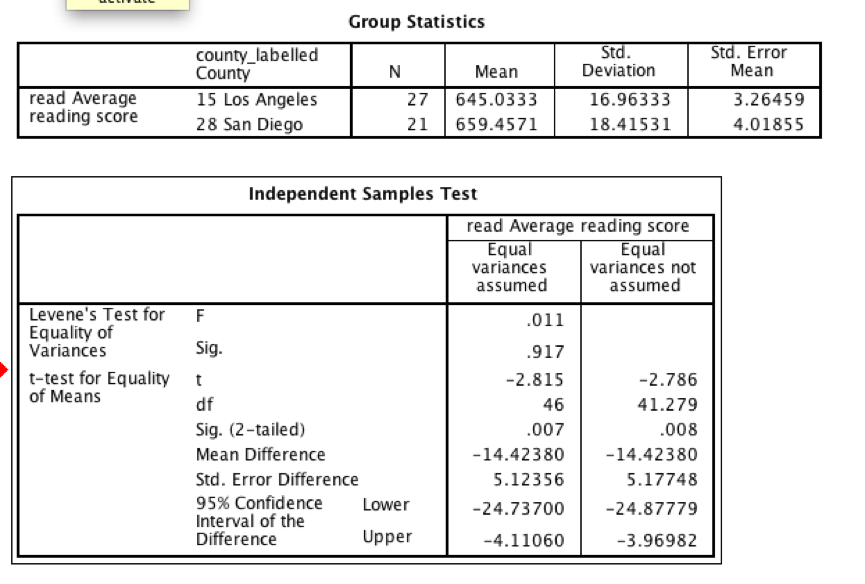 activate
Group Statistics
county_labelled County N Mean Std. Deviation Std. Error Mean
read Average reading score 15 Los Angeles 27 645.0333 16.96333 3.26459
28 San Diego 21 659.4571 18.41531 4.01855
Independent Samples Test
read Average reading score
Equal variances assumed Equal variances not assumed
Levene's Test for Equality of Variances F .011
Sig. .917
t-test for Equality of Means t -2.815 -2.786
df 46 41.279
Sig. (2-tailed) .007 .008
Mean Difference -14.42380 -14.42380
Std. Error Difference 5.12356 5.17748
95% Confidence Interval of the Difference Lower -24.73700 -24.87779
Upper -4.11060 -3.96982